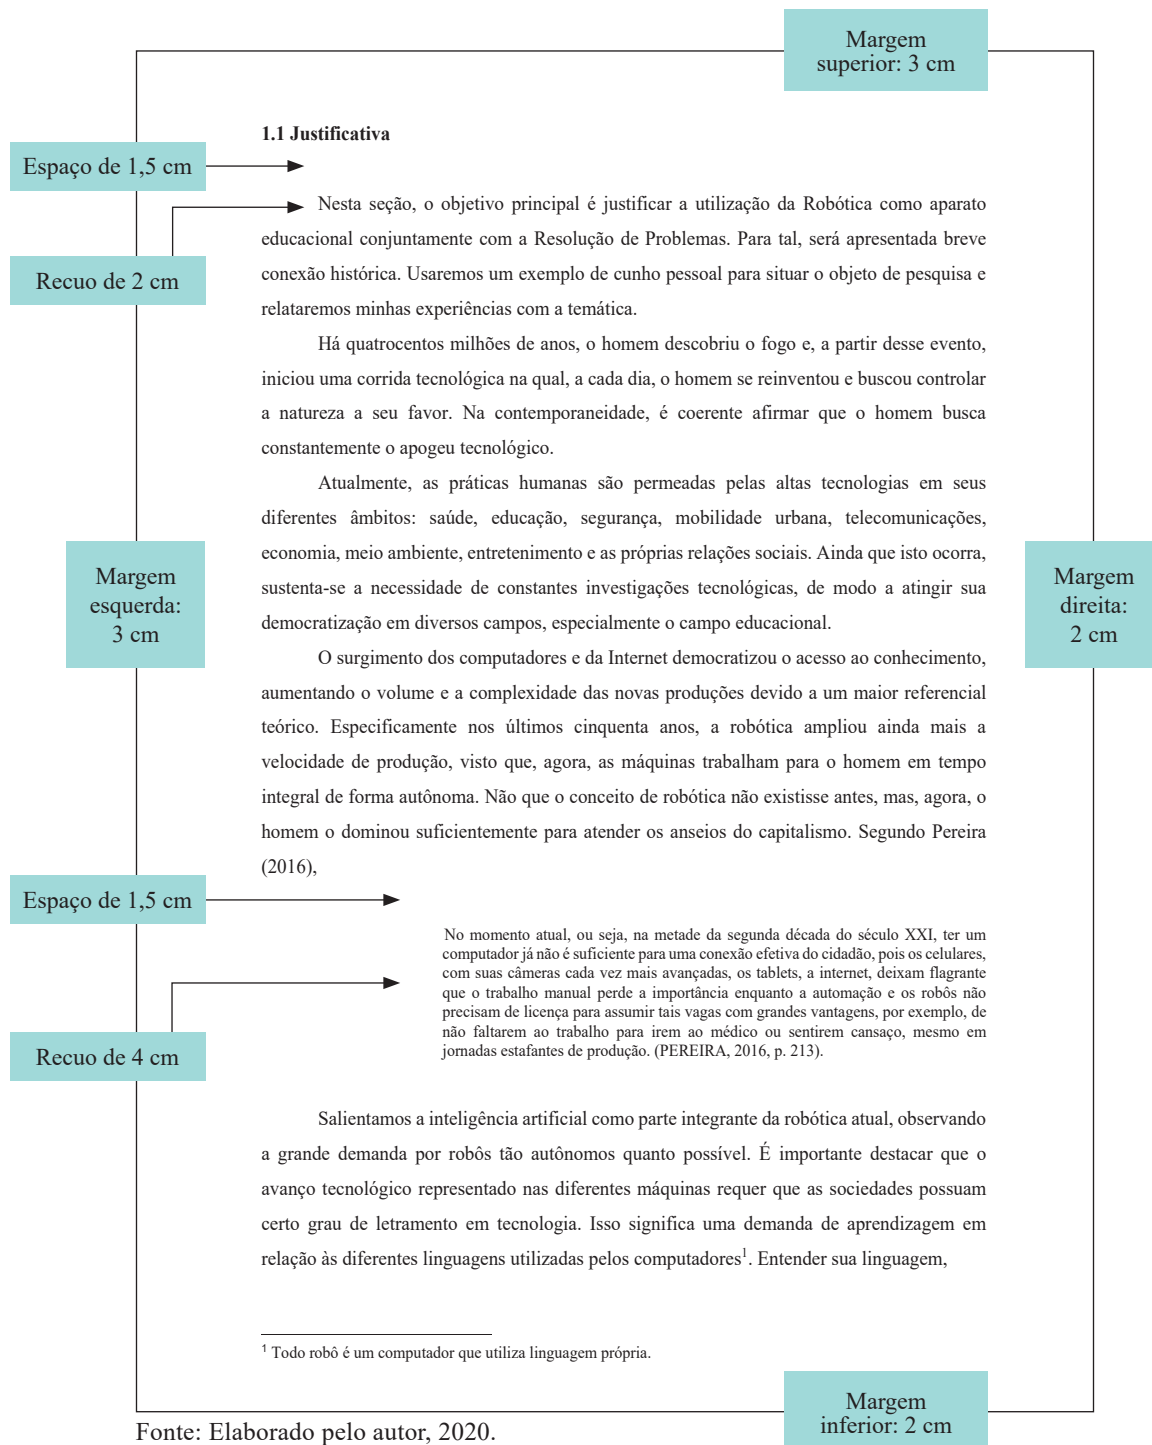 Margem
superior: 3 cm
1.1 Justificativa
Espaço de 1,5 cm
Nesta seção, o objetivo principal é justificar a utilização da Robótica como aparato
educacional conjuntamente com a Resolução de Problemas. Para tal, será apresentada breve
Recuo de 2 cm
conexão histórica. Usaremos um exemplo de cunho pessoal para situar o objeto de pesquisa e
relataremos minhas experiências com a temática.
Há quatrocentos milhões de anos, o homem descobriu o fogo e, a partir desse evento,
iniciou uma corrida tecnológica na qual, a cada dia, o homem se reinventou e buscou controlar
a natureza a seu favor. Na contemporaneidade, é coerente afirmar que o homem busca
constantemente o apogeu tecnológico.
Atualmente, as práticas humanas são permeadas pelas altas tecnologias em seus
diferentes âmbitos: saúde, educação, segurança, mobilidade urbana, telecomunicações,
economia, meio ambiente, entretenimento e as próprias relações sociais. Ainda que isto ocorra,
sustenta-se a necessidade de constantes investigações tecnológicas, de modo a atingir sua
democratização em diversos campos, especialmente o campo educacional.
Margem
esquerda:
3 cm
Margem
direita:
2 cm
O surgimento dos computadores e da Internet democratizou o acesso ao conhecimento,
aumentando o volume e a complexidade das novas produções devido a um maior referencial
teórico. Especificamente nos últimos cinquenta anos, a robótica ampliou ainda mais a
velocidade de produção, visto que, agora, as máquinas trabalham para o homem em tempo
integral de forma autônoma. Não que o conceito de robótica não existisse antes, mas, agora, o
homem o dominou suficientemente para atender os anseios do capitalismo. Segundo Pereira
(2016),
Espaço de 1,5 cm
No momento atual, ou seja, na metade da segunda década do século XXI, ter um
computador já não é suficiente para uma conexão efetiva do cidadão, pois os celulares,
com suas câmeras cada vez mais avançadas, os tablets, a internet, deixam flagrante
que o trabalho manual perde a importância enquanto a automação e os robôs não
precisam de licença para assumir tais vagas com grandes vantagens, por exemplo, de
não faltarem ao trabalho para irem ao médico ou sentirem cansaço, mesmo em
jornadas estafantes de produção. (PEREIRA, 2016, p. 213).
Recuo de 4 cm
Salientamos a inteligência artificial como parte integrante da robótica atual, observando
a grande demanda por robôs tão autônomos quanto possível. É importante destacar que o
avanço tecnológico representado nas diferentes máquinas requer que as sociedades possuam
certo grau de letramento em tecnologia. Isso significa uma demanda de aprendizagem em
relação às diferentes linguagens utilizadas pelos computadores¹. Entender sua linguagem,
¹ Todo robô é um computador que utiliza linguagem própria.
Margem
inferior: 2 cm
Fonte: Elaborado pelo autor, 2020.